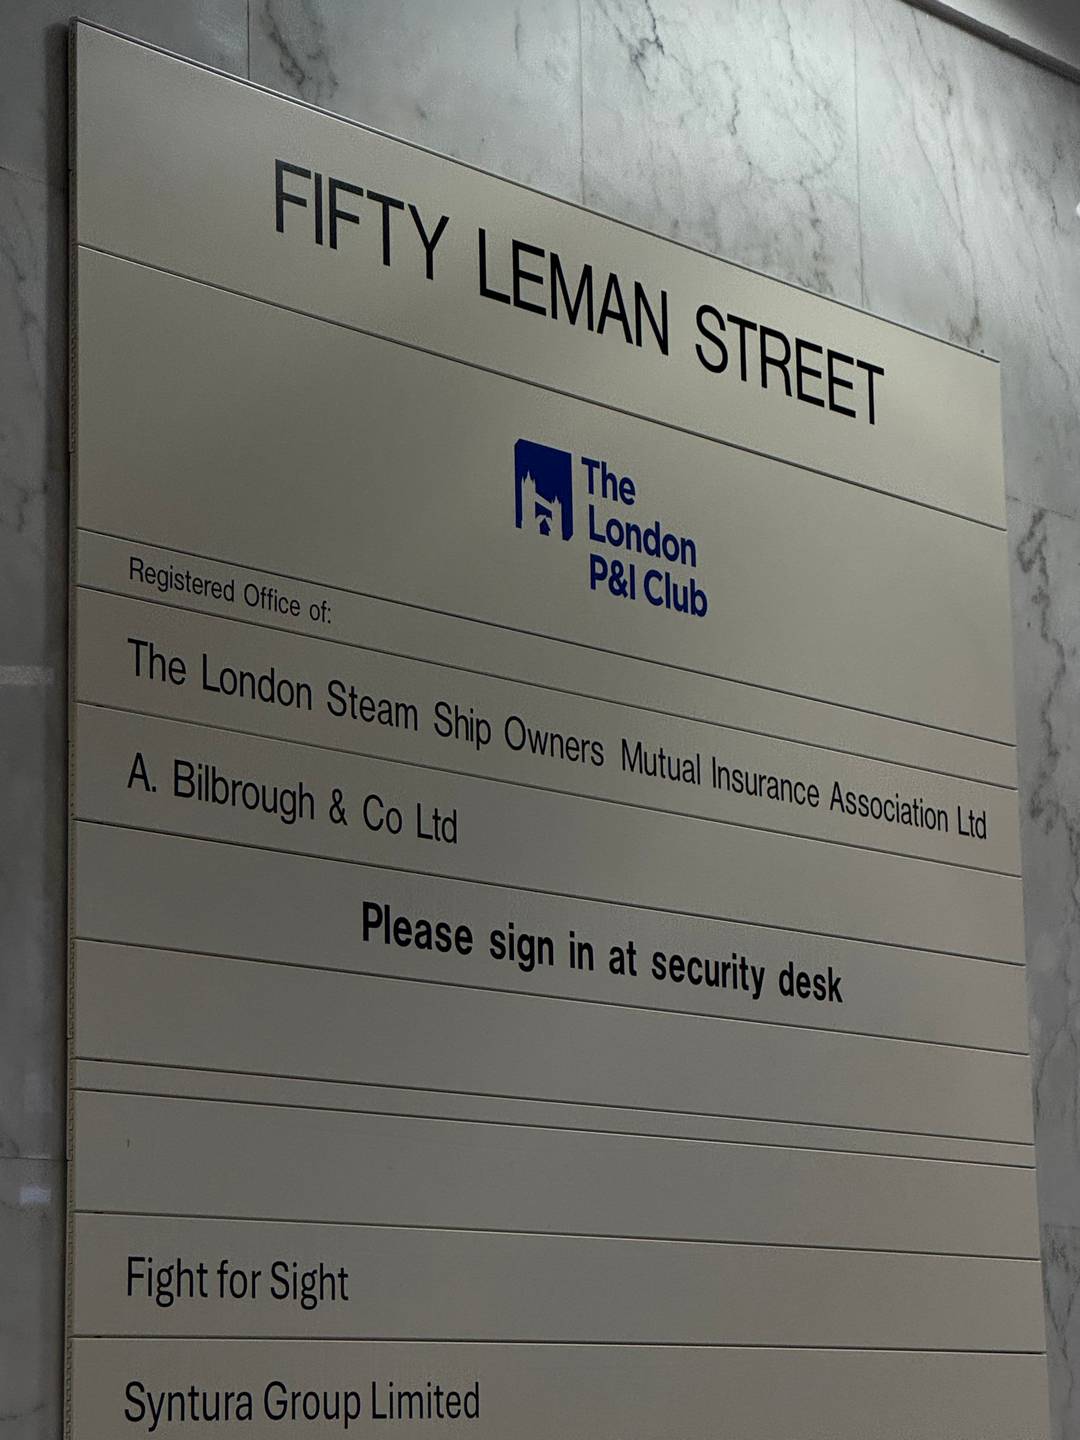 FIFTY LEMAN STREET
The
London
P&I Club
Registered Office of:
The London Steam Ship Owners Mutual Insurance Association Ltd
A. Bilbrough & Co Ltd
Please sign in at security desk
Fight for Sight
Syntura Group Limited